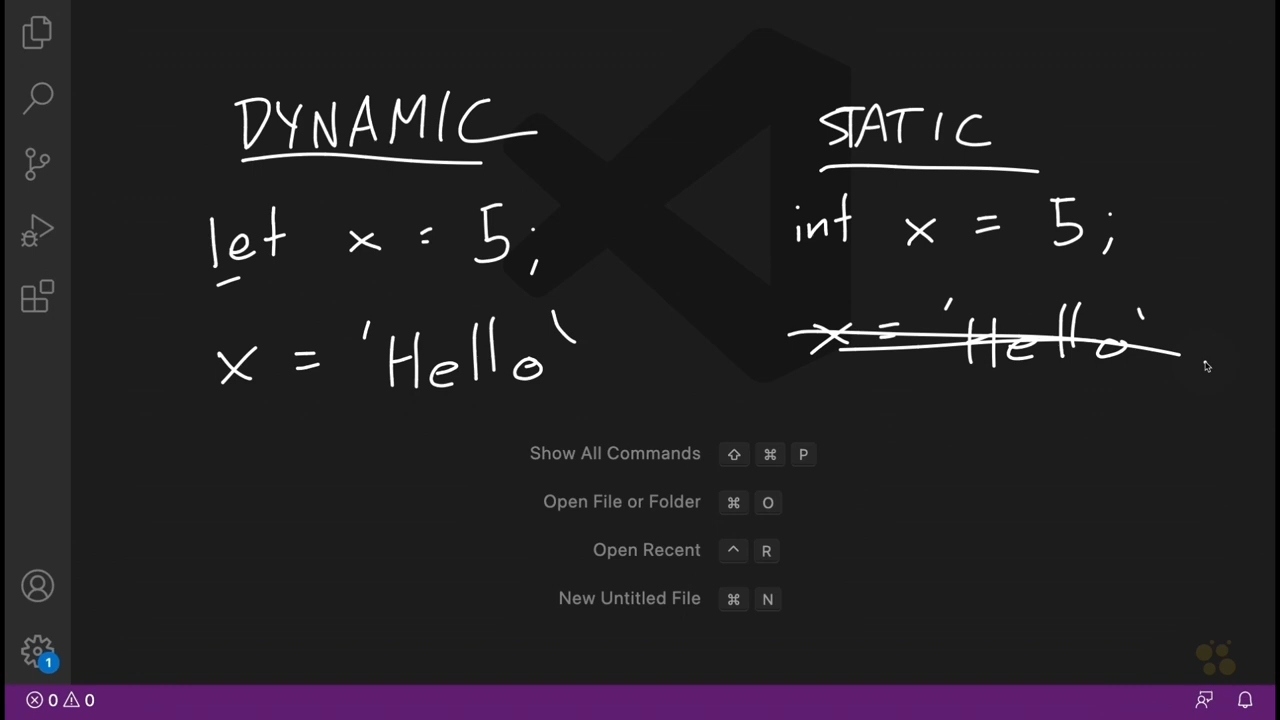 DYNAMIC
let x = 5;
x = 'Hello'
STATIC
int x = 5;
x = 'Hello'
Show All Commands ⇧ ⌘ P
Open File or Folder ⌘ O
Open Recent ^ R
New Untitled File ⌘ N
1
0 0